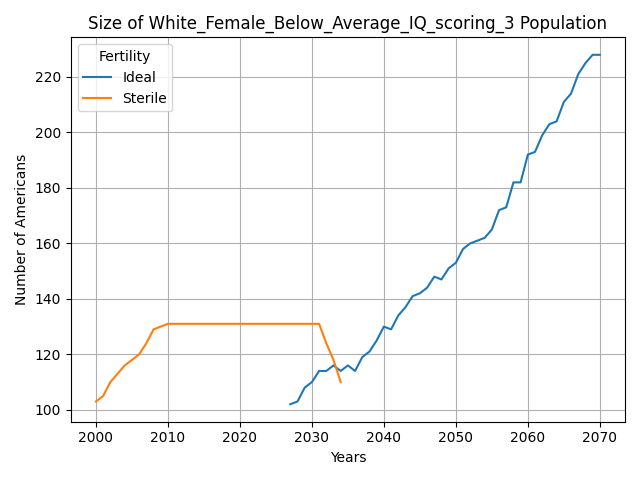 Size of White_Female_Below_Average_IQ_scoring_3 Population
Fertility
Ideal
Sterile
Number of Americans
220
200
180
160
140
120
100
2000 2010 2020 2030 2040 2050 2060 2070
Years